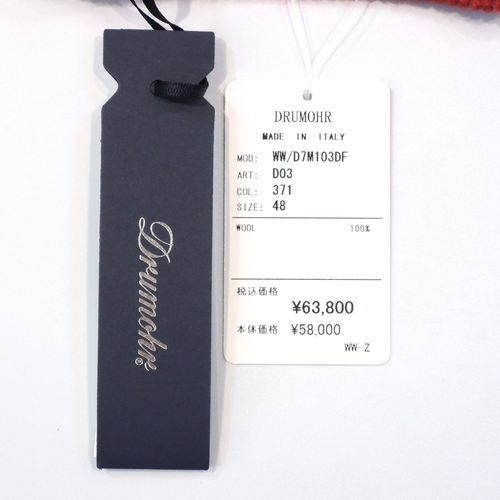 Drumohr®
DRUMOHR
MADE IN ITALY
MOD: WW/D7M103DF
ART: D03
COL: 371
SIZE: 48
WOOL 100%
税込価格
¥63,800
本体価格 ¥58,000
WW-Z